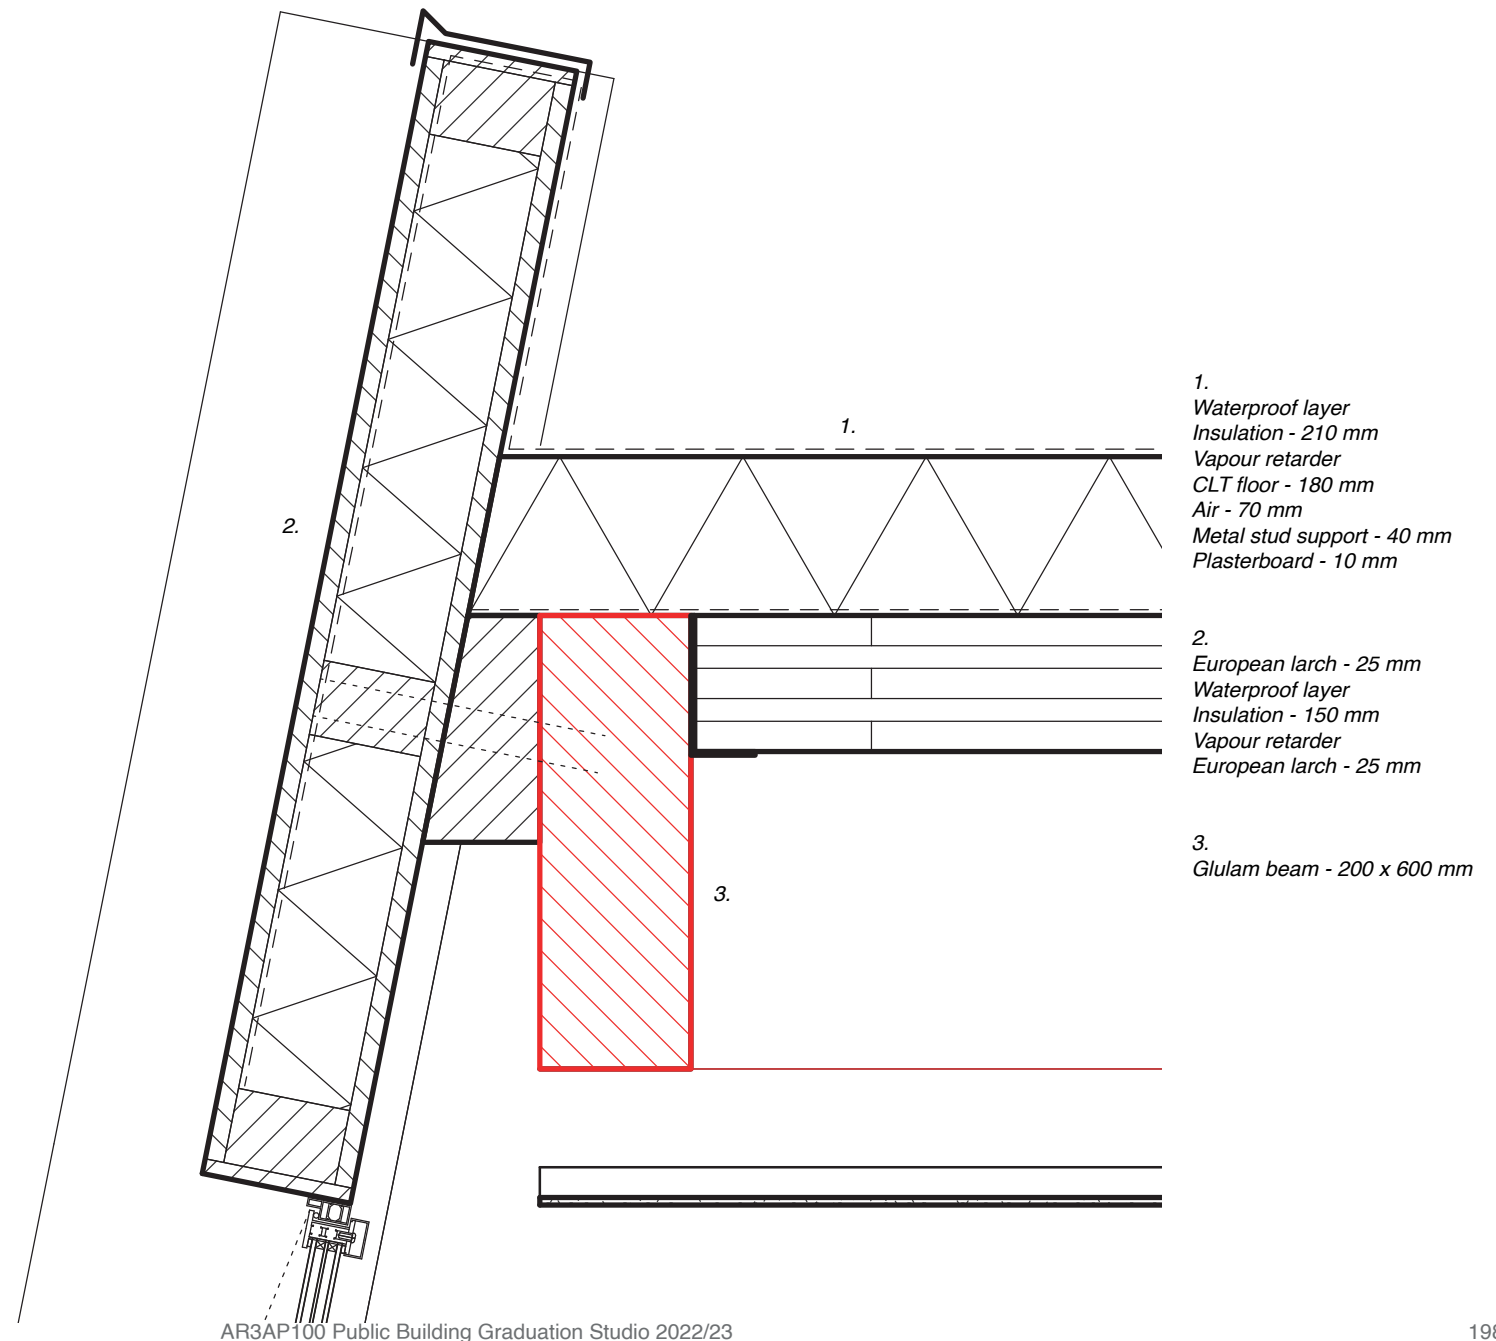 1.
2.
3.
1.
Waterproof layer
Insulation - 210 mm
Vapour retarder
CLT floor - 180 mm
Air - 70 mm
Metal stud support - 40 mm
Plasterboard - 10 mm
2.
European larch - 25 mm
Waterproof layer
Insulation - 150 mm
Vapour retarder
European larch - 25 mm
3.
Glulam beam - 200 x 600 mm
AR3AP100 Public Building Graduation Studio 2022/23
198